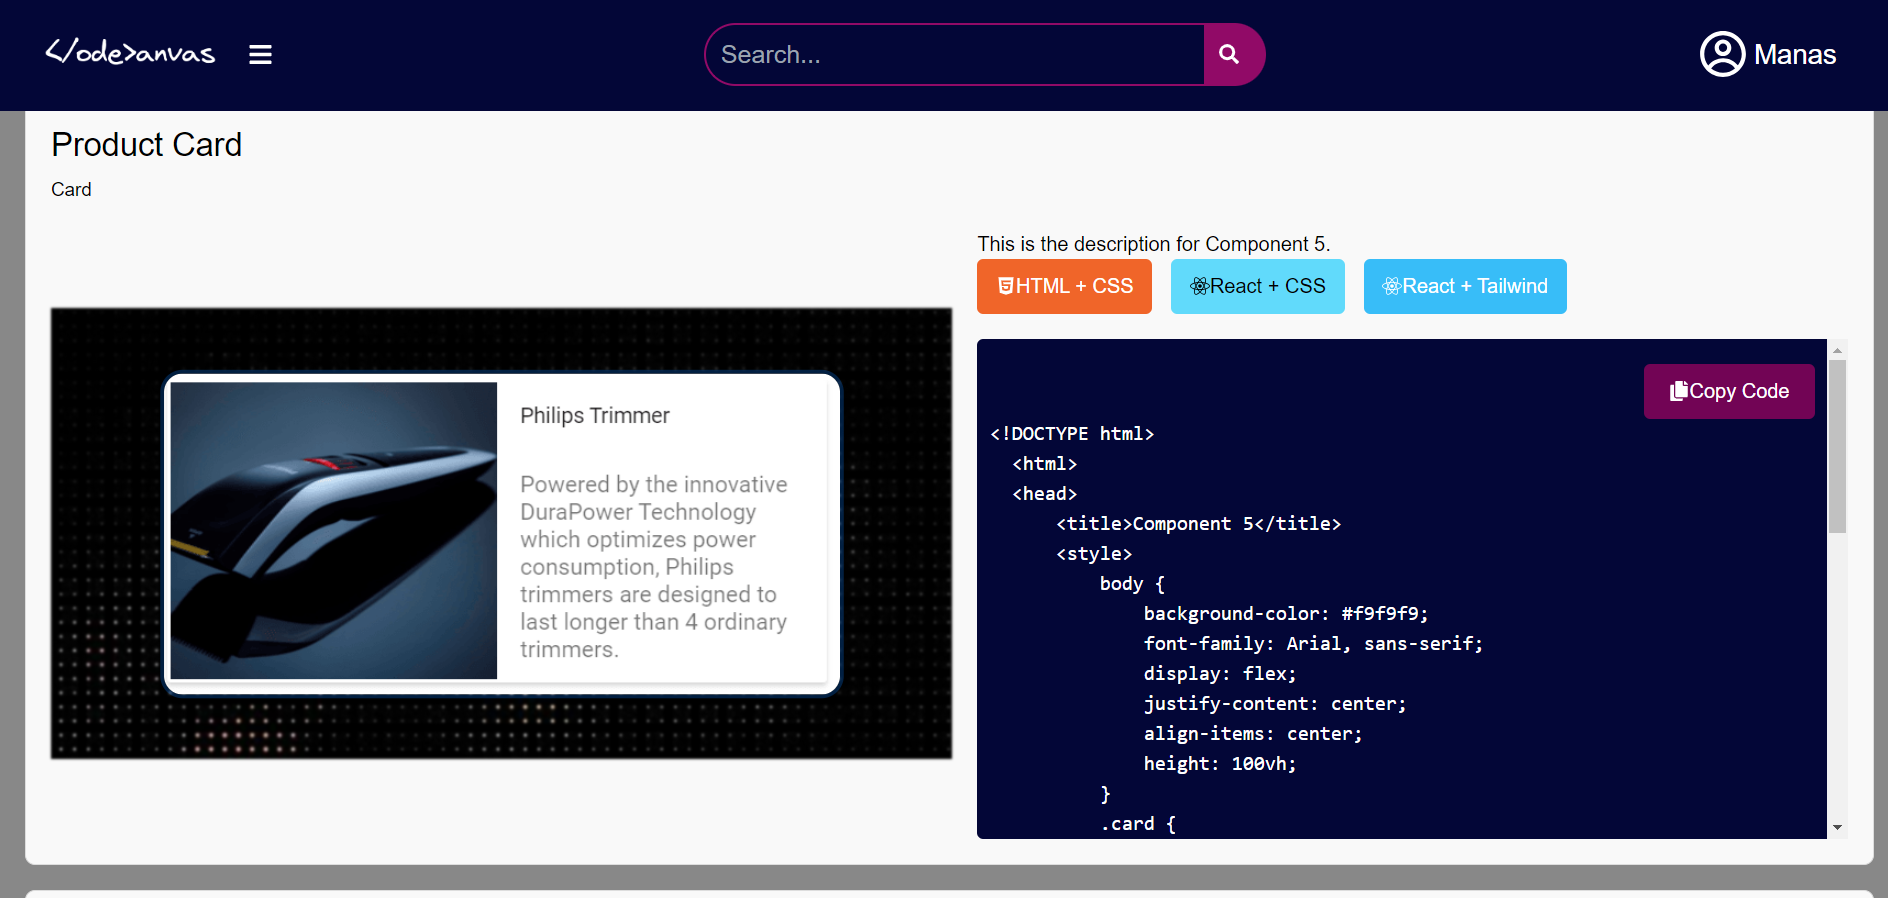 </ode>anvas
Search...
Manas
Product Card
Card
This is the description for Component 5.
HTML + CSS
React + CSS
React + Tailwind
Philips Trimmer
Powered by the innovative
DuraPower Technology
which optimizes power
consumption, Philips
trimmers are designed to
last longer than 4 ordinary
trimmers.
Copy Code
<!DOCTYPE html>
<html>
<head>
<title>Component 5</title>
<style>
body {
background-color: #f9f9f9;
font-family: Arial, sans-serif;
display: flex;
justify-content: center;
align-items: center;
height: 100vh;
}
.card {